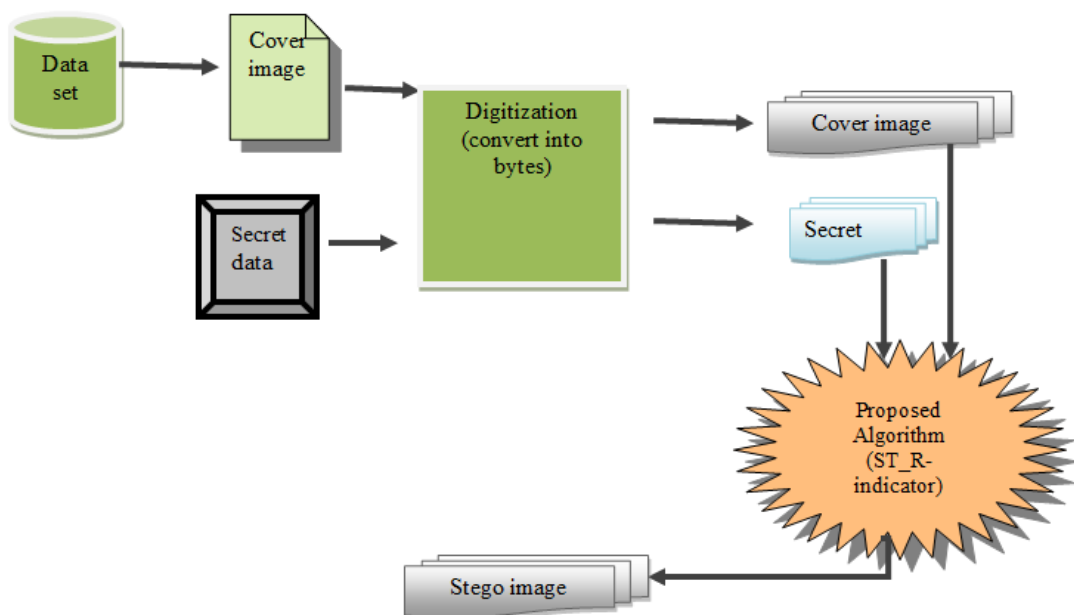 Data
set
Cover
image
Digitization
(convert into
bytes)
Cover image
Secret
data
Secret
Proposed
Algorithm
(ST_R-
indicator)
Stego image